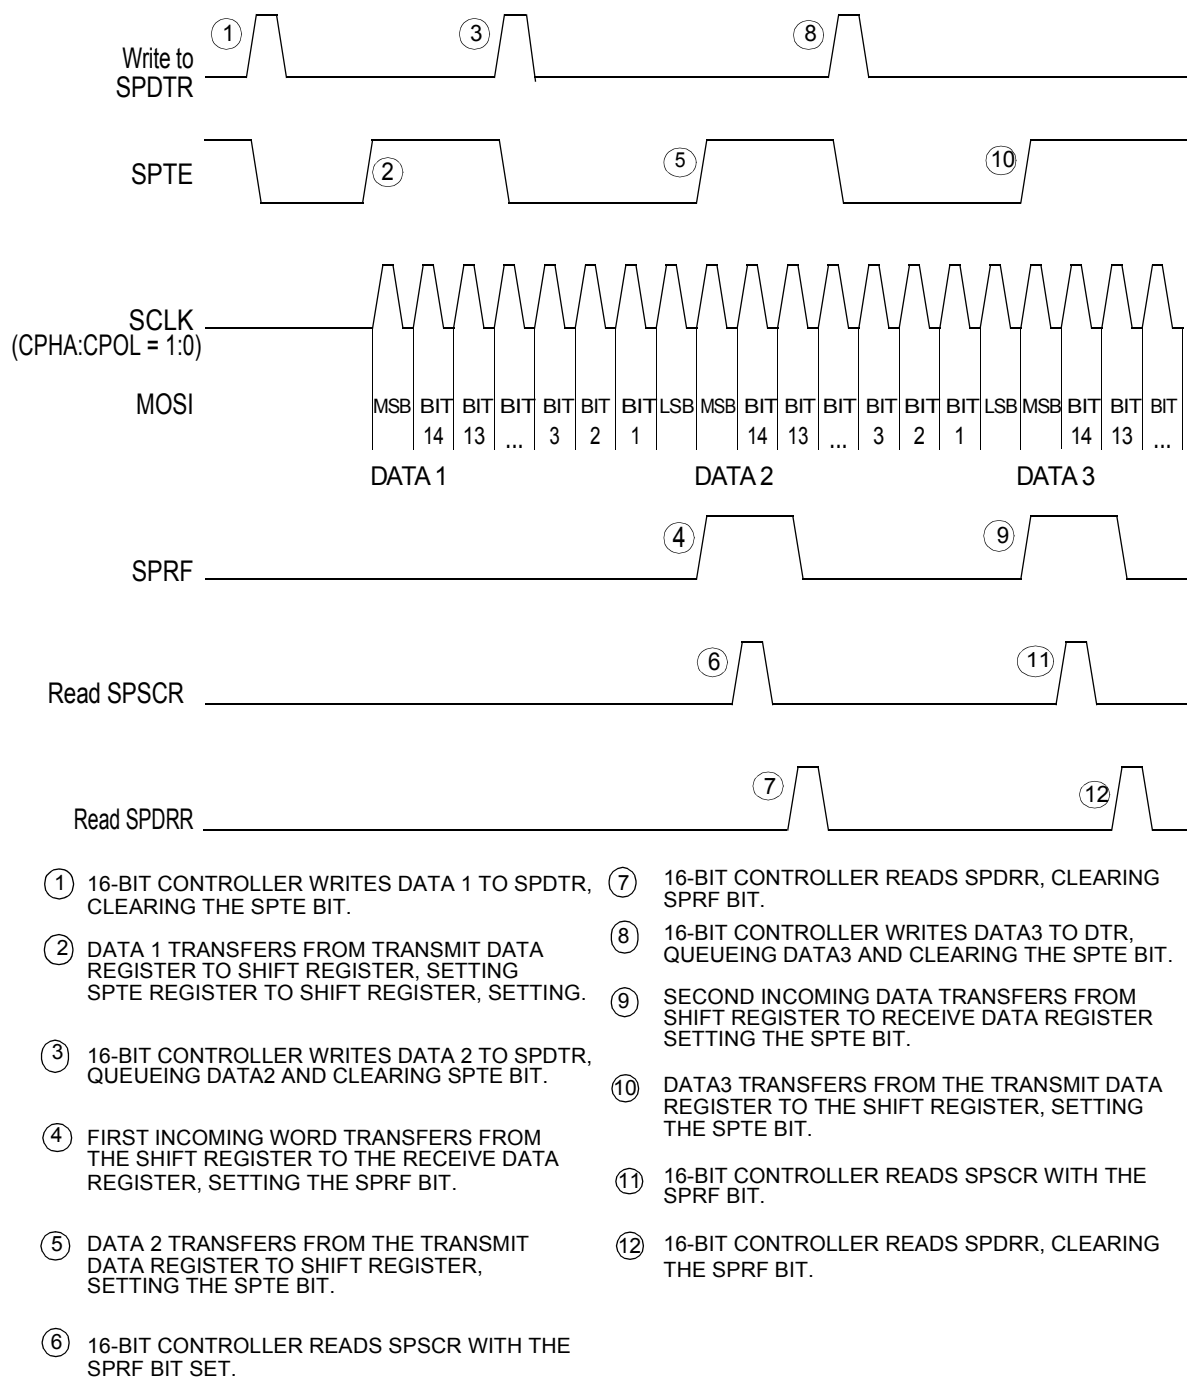 1
3
8
Write to
SPDTR
SPTE
2
5
10
SCLK
(CPHA:CPOL = 1:0)
MOSI
MSB BIT BIT BIT BIT BIT BIT LSB MSB BIT BIT BIT BIT BIT BIT LSB MSB BIT BIT BIT
14 13 ... 3 2 1 14 13 ... 3 2 1 14 13 ...
DATA 1 DATA 2 DATA 3
4
9
SPRF
6
11
Read SPSCR
7
12
Read SPDRR
1 16-BIT CONTROLLER WRITES DATA 1 TO SPDTR,
CLEARING THE SPTE BIT.
2 DATA 1 TRANSFERS FROM TRANSMIT DATA
REGISTER TO SHIFT REGISTER, SETTING
SPTE REGISTER TO SHIFT REGISTER, SETTING.
3 16-BIT CONTROLLER WRITES DATA 2 TO SPDTR,
QUEUEING DATA2 AND CLEARING SPTE BIT.
4 FIRST INCOMING WORD TRANSFERS FROM
THE SHIFT REGISTER TO THE RECEIVE DATA
REGISTER, SETTING THE SPRF BIT.
5 DATA 2 TRANSFERS FROM THE TRANSMIT
DATA REGISTER TO SHIFT REGISTER,
SETTING THE SPTE BIT.
6 16-BIT CONTROLLER READS SPSCR WITH THE
SPRF BIT SET.
7 16-BIT CONTROLLER READS SPDRR, CLEARING
SPRF BIT.
8 16-BIT CONTROLLER WRITES DATA3 TO DTR,
QUEUEING DATA3 AND CLEARING THE SPTE BIT.
9 SECOND INCOMING DATA TRANSFERS FROM
SHIFT REGISTER TO RECEIVE DATA REGISTER
SETTING THE SPTE BIT.
10 DATA3 TRANSFERS FROM THE TRANSMIT DATA
REGISTER TO THE SHIFT REGISTER, SETTING
THE SPTE BIT.
11 16-BIT CONTROLLER READS SPSCR WITH THE
SPRF BIT.
12 16-BIT CONTROLLER READS SPDRR, CLEARING
THE SPRF BIT.